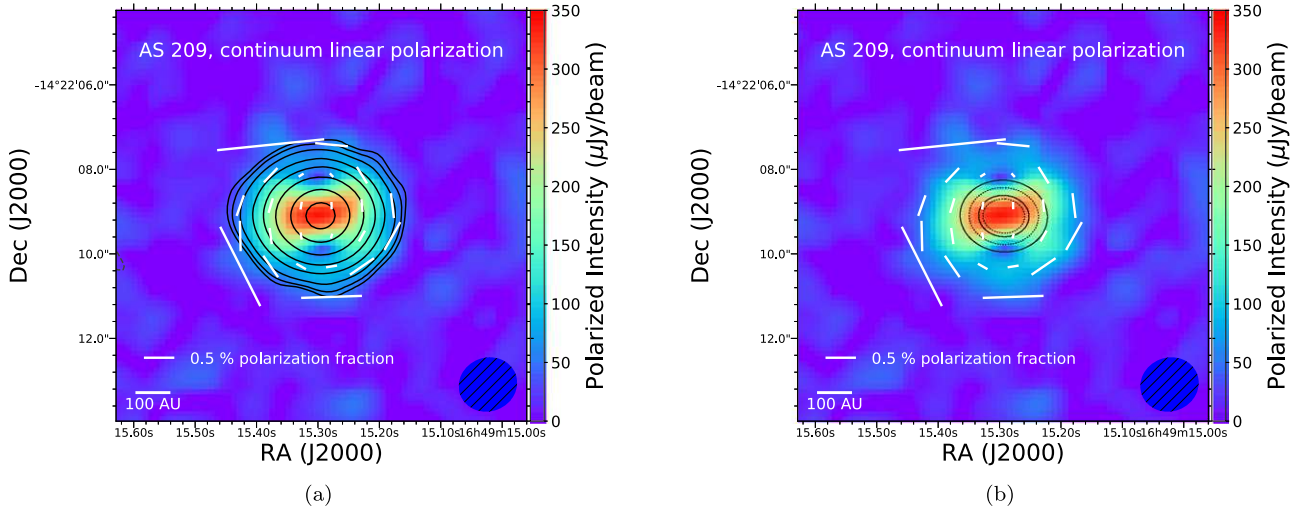 AS 209, continuum linear polarization
Dec (J2000)
-14°22'06.0"
08.0"
10.0"
12.0"
0.5 % polarization fraction
100 AU
15.60s 15.50s 15.40s 15.30s 15.20s 15.10s 16h49m15.00s
RA (J2000)
350
300
250
200
150
100
50
0
Polarized Intensity (μJy/beam)
(a)
AS 209, continuum linear polarization
Dec (J2000)
-14°22'06.0"
08.0"
10.0"
12.0"
0.5 % polarization fraction
100 AU
15.60s 15.50s 15.40s 15.30s 15.20s 15.10s 16h49m15.00s
RA (J2000)
350
300
250
200
150
100
50
0
Polarized Intensity (μJy/beam)
(b)